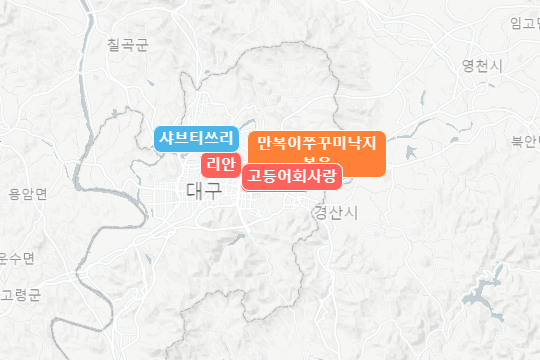 임고면
칠곡군
영천시
샤브티쓰리
만복이쭈꾸미낙지
볶음
북안면
리안
고등어회사랑
대구
용암면
경산시
운수면
고령군